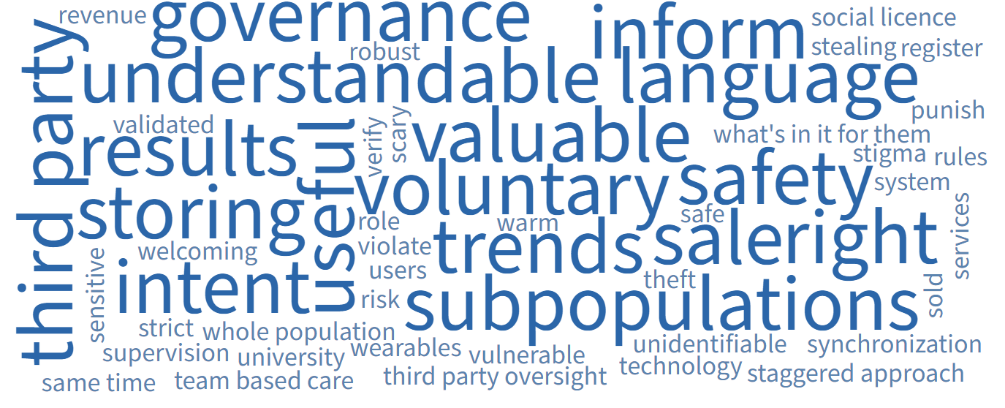 revenue
governance
inform
social licence
robust
stealing
register
third party
understandable language
punish
validated
results
useful
verify
scary
valuable
what's in it for them
stigma
rules
storing
voluntary
safety
system
role
warm
safe
services
welcoming
violate
trends
sale
right
sensitive
intent
users
theft
risk
subpopulations
sold
strict
whole population
supervision
university
wearables
vulnerable
unidentifiable
synchronization
same time
team based care
third party oversight
technology
staggered approach